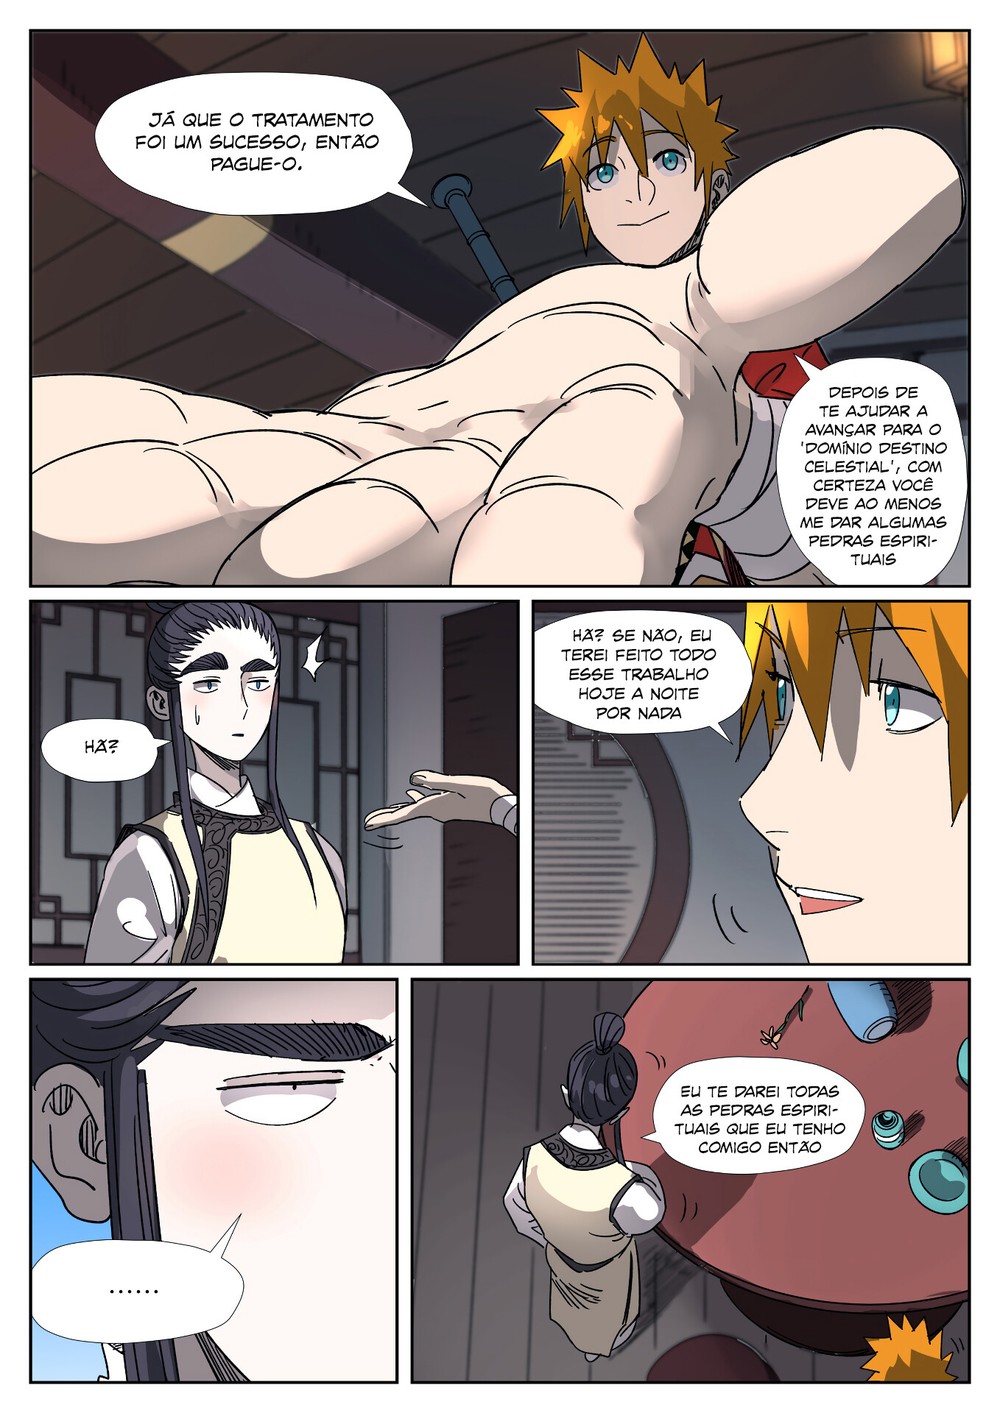 JÁ QUE O TRATAMENTO
FOI UM SUCESSO, ENTÃO
PAGUE-O.
DEPOIS DE
TE AJUDAR A
AVANÇAR PARA O
'DOMÍNIO DESTINO
CELESTIAL', COM
CERTEZA VOCÊ
DEVE AO MENOS
ME DAR ALGUMAS
PEDRAS ESPIRI-
TUAIS
HÃ?
HÃ? SE NÃO, EU
TEREI FEITO TODO
ESSE TRABALHO
HOJE A NOITE
POR NADA
......
EU TE DAREI TODAS
AS PEDRAS ESPIRI-
TUAIS QUE EU TENHO
COMIGO ENTÃO